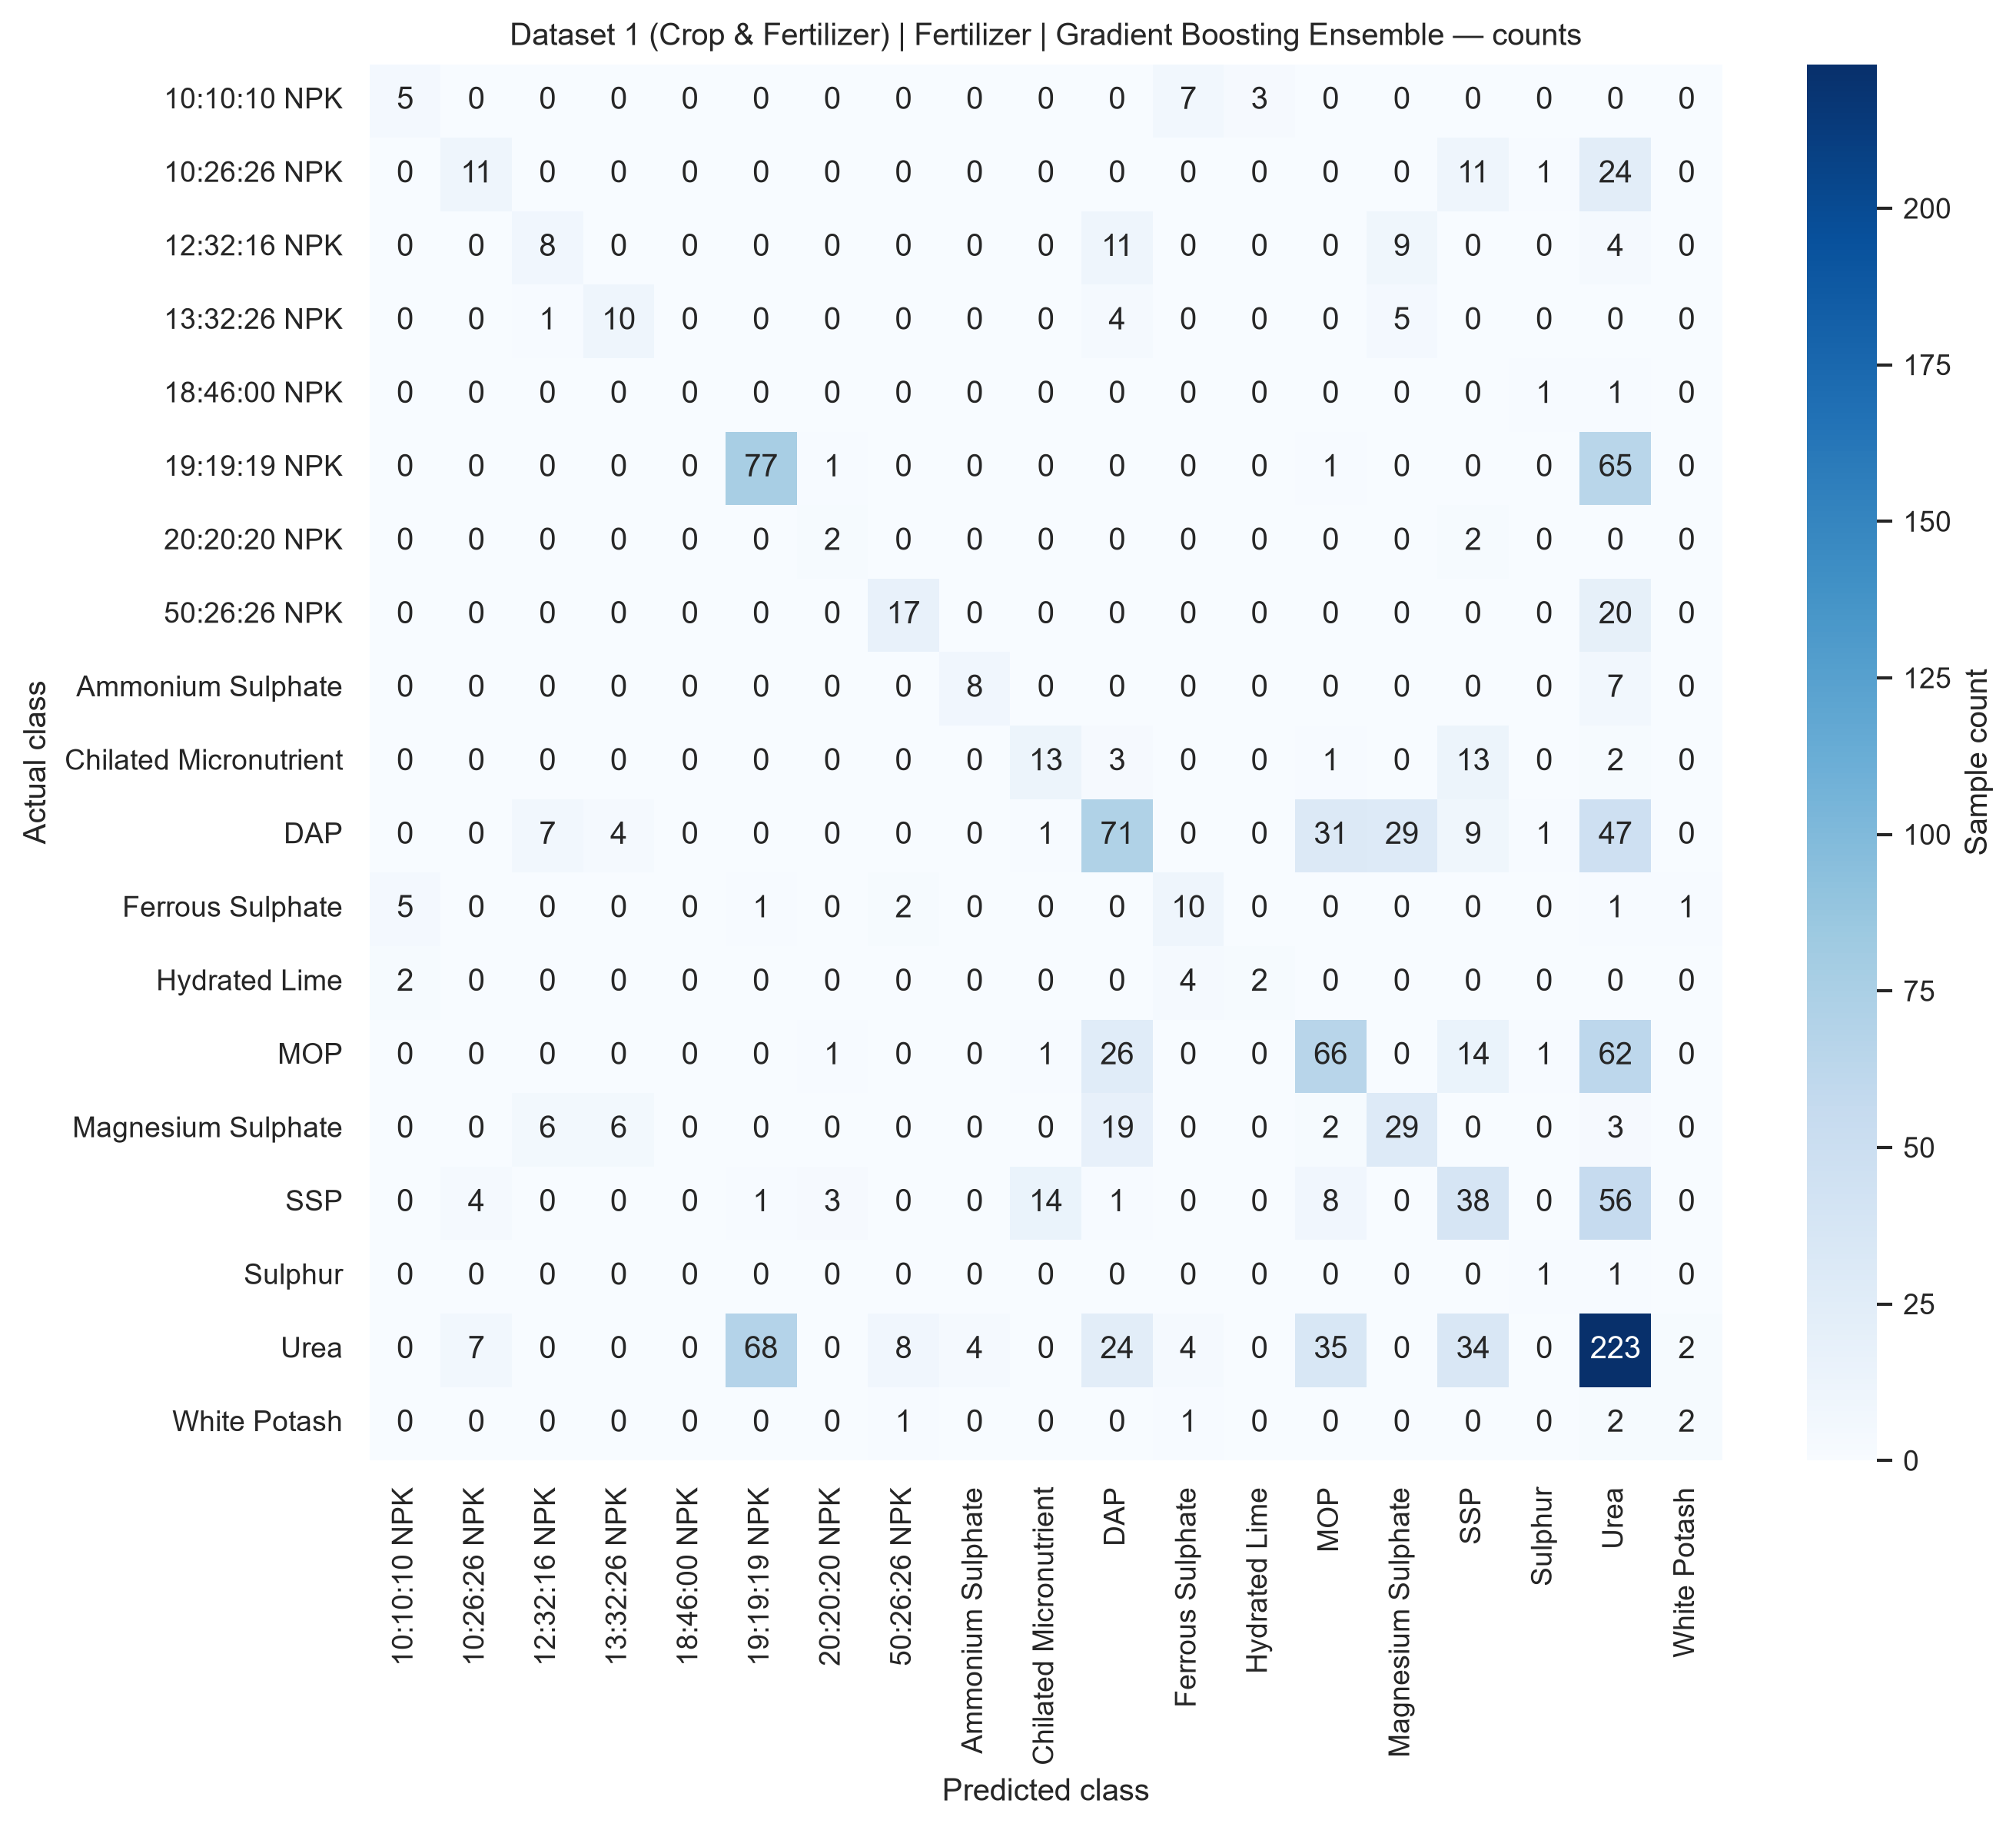 Dataset 1 (Crop & Fertilizer) | Fertilizer | Gradient Boosting Ensemble — counts
10:10:10 NPK 5 0 0 0 0 0 0 0 0 0 0 7 3 0 0 0 0 0 0
10:26:26 NPK 0 11 0 0 0 0 0 0 0 0 0 0 0 0 0 11 1 24 0
12:32:16 NPK 0 0 8 0 0 0 0 0 0 0 11 0 0 0 9 0 0 4 0
13:32:26 NPK 0 0 1 10 0 0 0 0 0 0 4 0 0 0 5 0 0 0 0
18:46:00 NPK 0 0 0 0 0 0 0 0 0 0 0 0 0 0 0 0 1 1 0
19:19:19 NPK 0 0 0 0 0 77 1 0 0 0 0 0 0 1 0 0 0 65 0
20:20:20 NPK 0 0 0 0 0 0 2 0 0 0 0 0 0 0 0 2 0 0 0
50:26:26 NPK 0 0 0 0 0 0 0 17 0 0 0 0 0 0 0 0 0 20 0
Ammonium Sulphate 0 0 0 0 0 0 0 0 8 0 0 0 0 0 0 0 0 7 0
Chilated Micronutrient 0 0 0 0 0 0 0 0 0 13 3 0 0 1 0 13 0 2 0
DAP 0 0 7 4 0 0 0 0 0 1 71 0 0 31 29 9 1 47 0
Ferrous Sulphate 5 0 0 0 0 1 0 2 0 0 0 10 0 0 0 0 0 1 1
Hydrated Lime 2 0 0 0 0 0 0 0 0 0 0 4 2 0 0 0 0 0 0
MOP 0 0 0 0 0 0 1 0 0 1 26 0 0 66 0 14 1 62 0
Magnesium Sulphate 0 0 6 6 0 0 0 0 0 0 19 0 0 2 29 0 0 3 0
SSP 0 4 0 0 0 1 3 0 0 14 1 0 0 8 0 38 0 56 0
Sulphur 0 0 0 0 0 0 0 0 0 0 0 0 0 0 0 0 1 1 0
Urea 0 7 0 0 0 68 0 8 4 0 24 4 0 35 0 34 0 223 2
White Potash 0 0 0 0 0 0 0 1 0 0 0 1 0 0 0 0 0 2 2
Actual class
10:10:10 NPK
10:26:26 NPK
12:32:16 NPK
13:32:26 NPK
18:46:00 NPK
19:19:19 NPK
20:20:20 NPK
50:26:26 NPK
Ammonium Sulphate
Chilated Micronutrient
DAP
Ferrous Sulphate
Hydrated Lime
MOP
Magnesium Sulphate
SSP
Sulphur
Urea
White Potash
Predicted class
200
175
150
125
100
75
50
25
0
Sample count